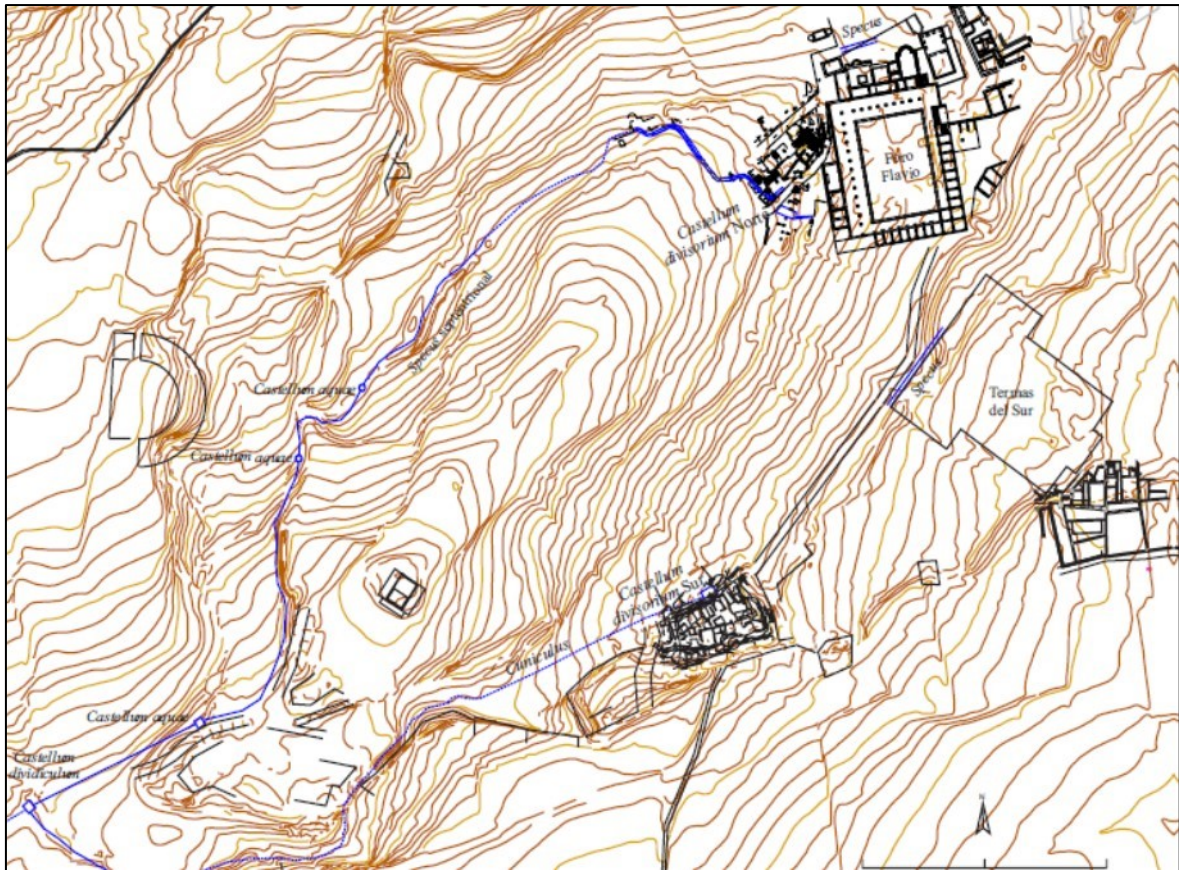 Specus
Foro
Flavio
Castellum
divisorium Norte
Specus Septentrional
Castellum aquae
Specus
Termas
del Sur
Castellum aquae
Castellum
divisorium Sur
Cuniculus
Castellum aquae
Castellum
dividiculum
N